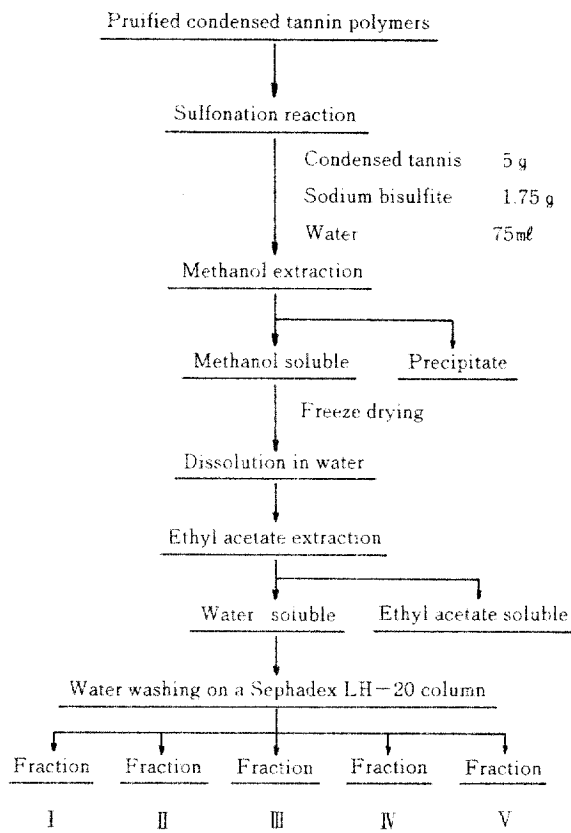 Pruified condensed tannin polymers
Sulfonation reaction
Condensed tannis 5 g
Sodium bisulfite 1.75 g
Water 75ml
Methanol extraction
Methanol soluble Precipitate
Freeze drying
Dissolution in water
Ethyl acetate extraction
Water soluble Ethyl acetate soluble
Water washing on a Sephadex LH-20 column
Fraction Fraction Fraction Fraction Fraction
Ⅰ Ⅱ Ⅲ Ⅳ Ⅴ